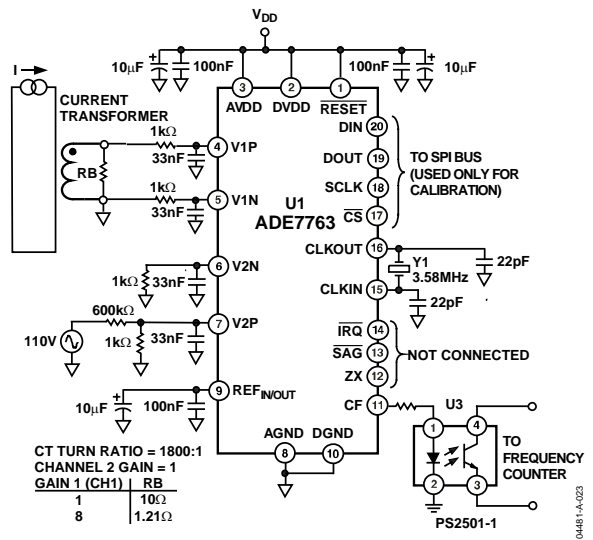 V_DD
10µF
100nF
100nF
10µF
I
3
2
1
AVDD
DVDD
RESET
CURRENT
TRANSFORMER
DIN
20
1kΩ
33nF
4
V1P
DOUT
19
TO SPI BUS
(USED ONLY FOR
CALIBRATION)
RB
SCLK
18
1kΩ
33nF
5
V1N
U1
ADE7763
CS
17
CLKOUT
16
6
V2N
1kΩ
33nF
Y1
3.58MHz
22pF
CLKIN
15
22pF
600kΩ
110V
1kΩ
33nF
7
V2P
IRQ
14
SAG
13
NOT CONNECTED
ZX
12
9
REF_IN/OUT
10µF
100nF
CF
11
U3
1
4
TO
FREQUENCY
COUNTER
AGND
DGND
8
10
2
3
PS2501-1
CT TURN RATIO = 1800:1
CHANNEL 2 GAIN = 1
GAIN 1 (CH1) RB
1 10Ω
8 1.21Ω
04481-A-023